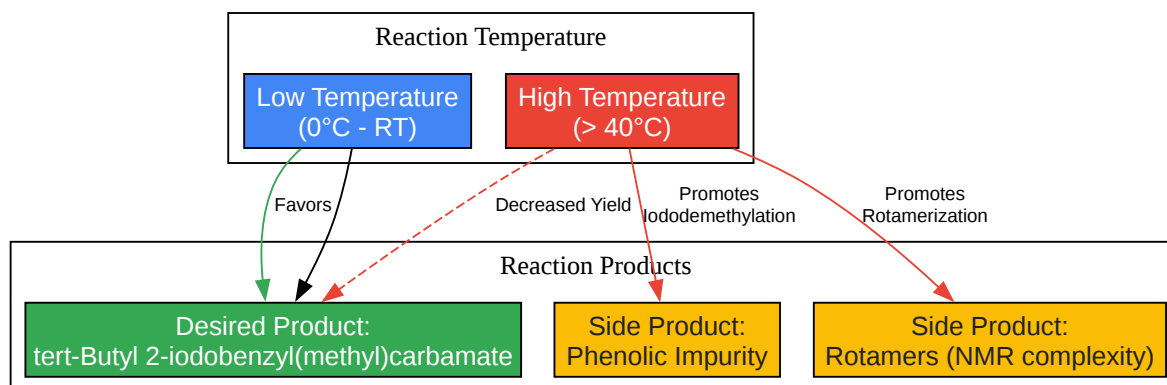 Reaction Temperature
Low Temperature
(0°C - RT)
High Temperature
(> 40°C)
Favors
Decreased Yield
Promotes
Iododemethylation
Promotes
Rotamerization
Reaction Products
Desired Product:
tert-Butyl 2-iodobenzyl(methyl)carbamate
Side Product:
Phenolic Impurity
Side Product:
Rotamers (NMR complexity)